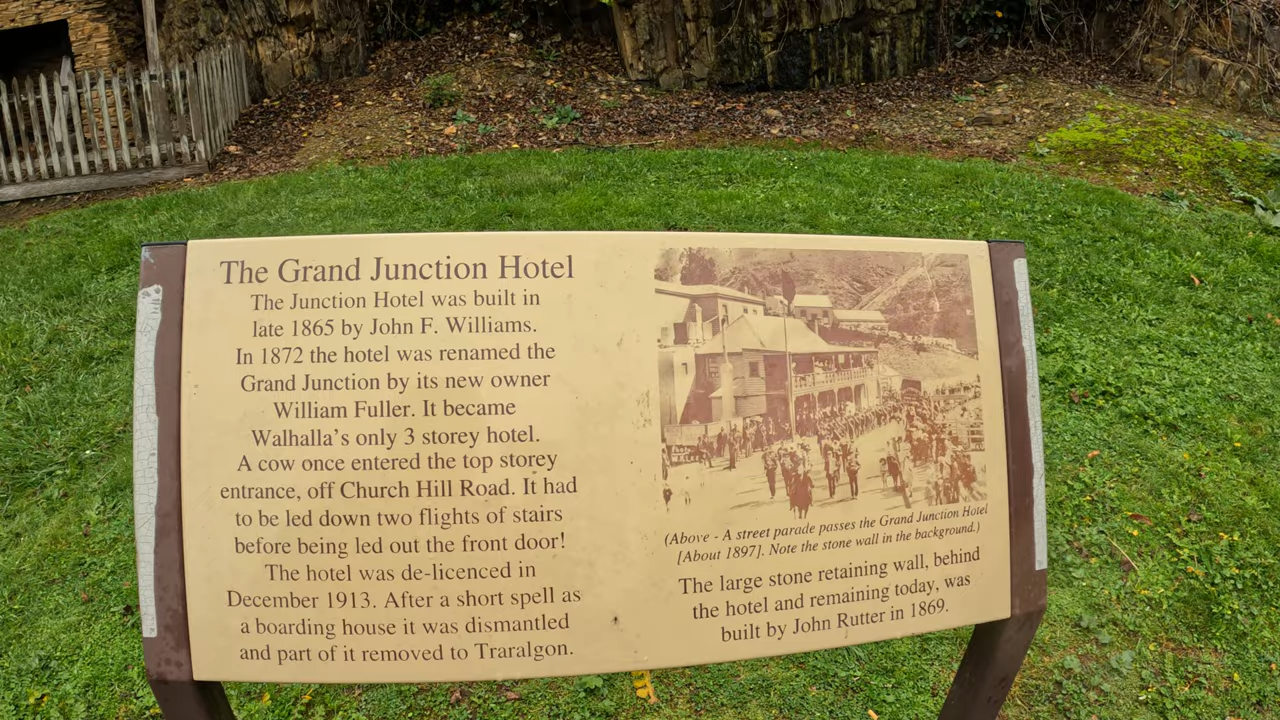 The Grand Junction Hotel
The Junction Hotel was built in
late 1865 by John F. Williams.
In 1872 the hotel was renamed the
Grand Junction by its new owner
William Fuller. It became
Walhalla's only 3 storey hotel.
A cow once entered the top storey
entrance, off Church Hill Road. It had
to be led down two flights of stairs
before being led out the front door!
The hotel was de-licenced in
December 1913. After a short spell as
a boarding house it was dismantled
and part of it removed to Traralgon.
Photo
(Above - A street parade passes the Grand Junction Hotel
[About 1897]. Note the stone wall in the background.)
The large stone retaining wall, behind
the hotel and remaining today, was
built by John Rutter in 1869.